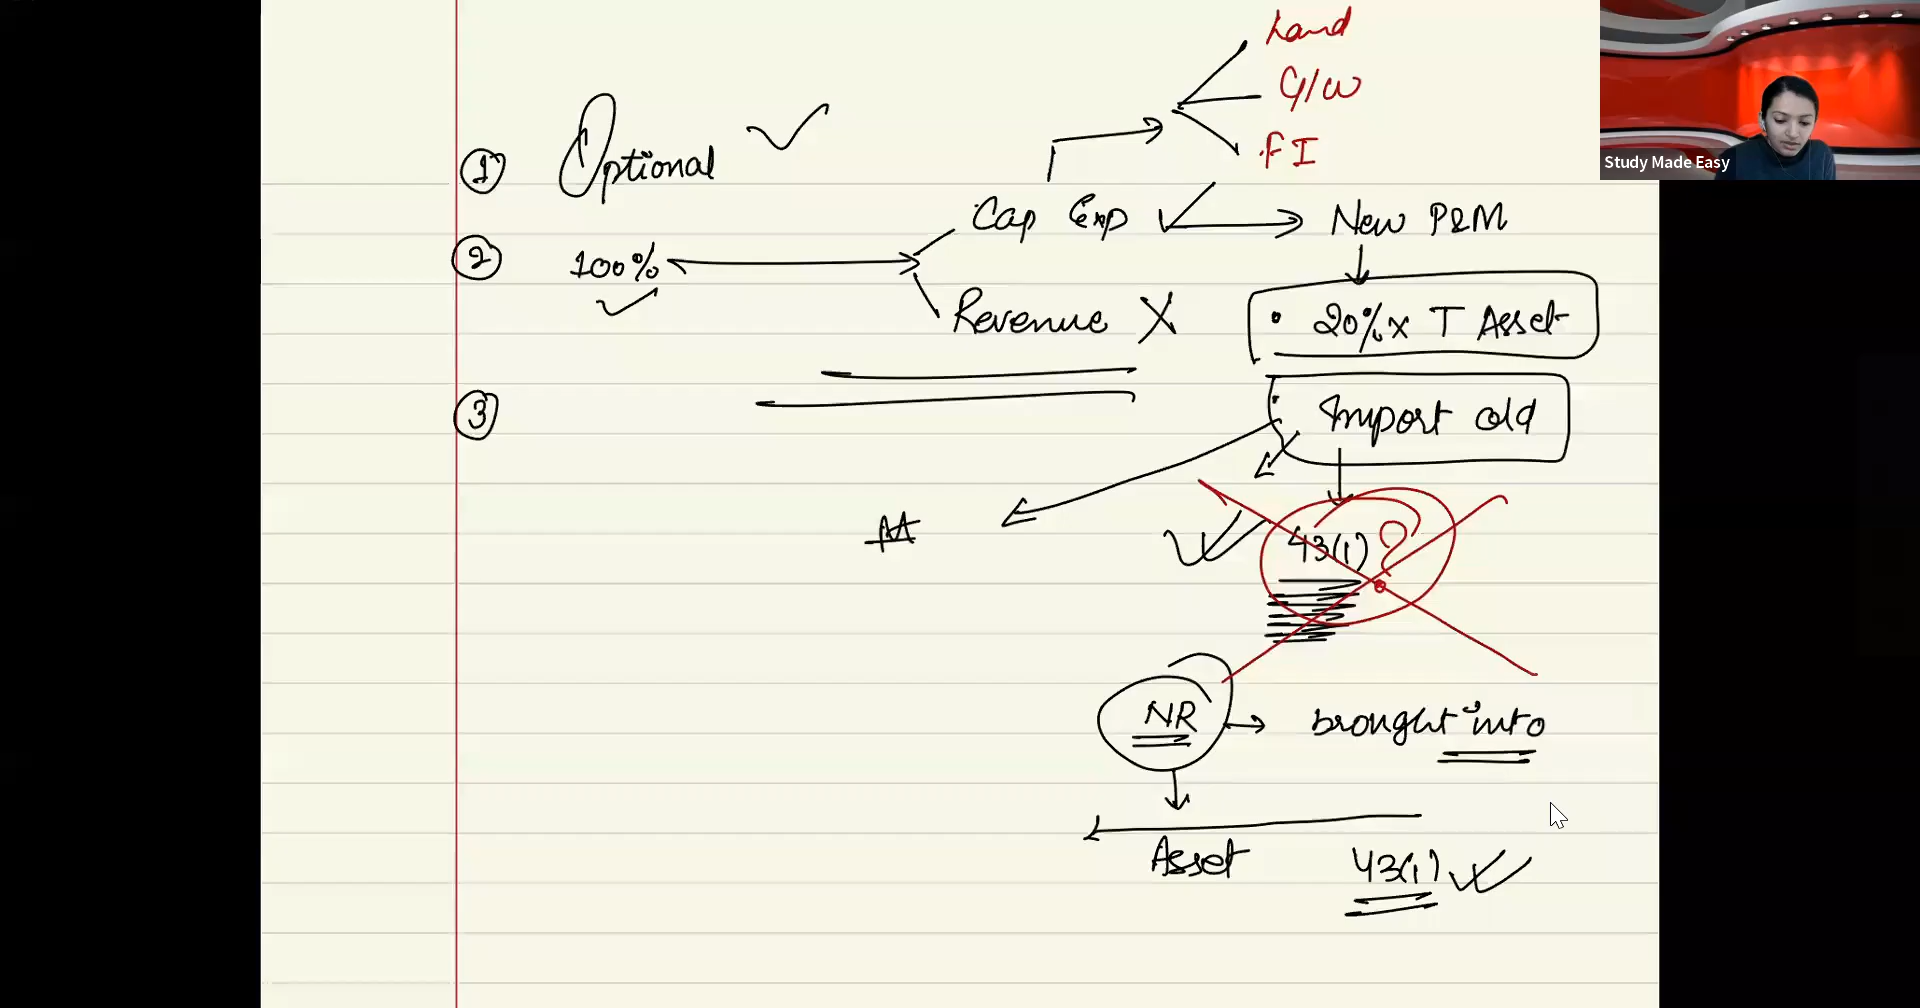 Land
G/W
FI
Study Made Easy
① Optional ✓
Cap Exp ✓ → New P&M
② 100%
Revenue X
• 20% x T Asset
③
• Import old
AA
43(1) ?
NR → brought into
Asset
43(1) ✓